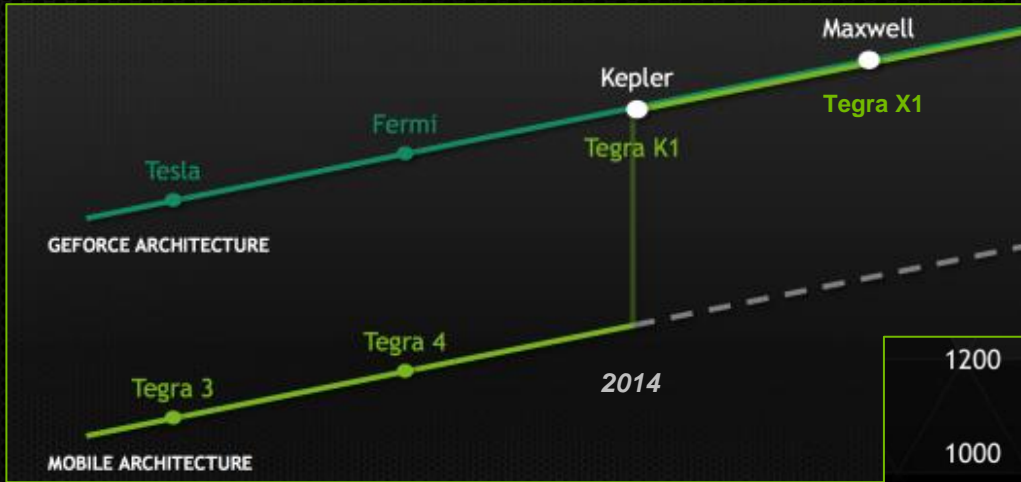 Maxwell
Kepler
Tegra X1
Fermi
Tegra K1
Tesla
GEFORCE ARCHITECTURE
Tegra 4
Tegra 3
2014
MOBILE ARCHITECTURE
1200
1000